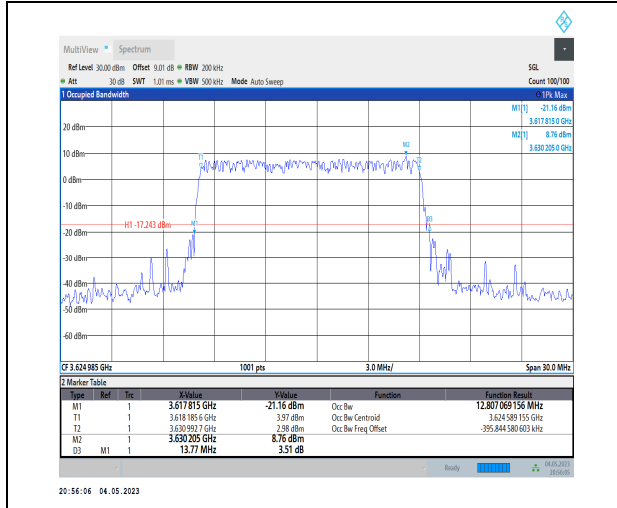 MultiView Spectrum
Ref Level 30.00 dBm Offset 9.01 dB RBW 200 kHz SGL
Att 30 dB SWT 1.01 ms VBW 500 kHz Mode Auto Sweep Count 100/100
1 Occupied Bandwidth 1Pk Max
M1[1] -21.16 dBm
3.617 815 0 GHz
M2[1] 8.76 dBm
3.630 205 0 GHz
20 dBm
M2
10 dBm
T1
T2
0 dBm
-10 dBm
H1 -17.243 dBm M1 D3
-20 dBm
-30 dBm
-40 dBm
-50 dBm
-60 dBm
CF 3.624 985 GHz 1001 pts 3.0 MHz/ Span 30.0 MHz
2 Marker Table
Type Ref Trc X-Value Y-Value Function Function Result
M1 1 3.617 815 GHz -21.16 dBm Occ Bw 12.807 069 156 MHz
T1 1 3.618 185 6 GHz 3.97 dBm Occ Bw Centroid 3.624 589 155 GHz
T2 1 3.630 992 7 GHz 2.98 dBm Occ Bw Freq Offset -395.844 580 603 kHz
M2 1 3.630 205 GHz 8.76 dBm
D3 M1 1 13.77 MHz 3.51 dB
Ready 04.05.2023
20:56:05
20:56:06 04.05.2023